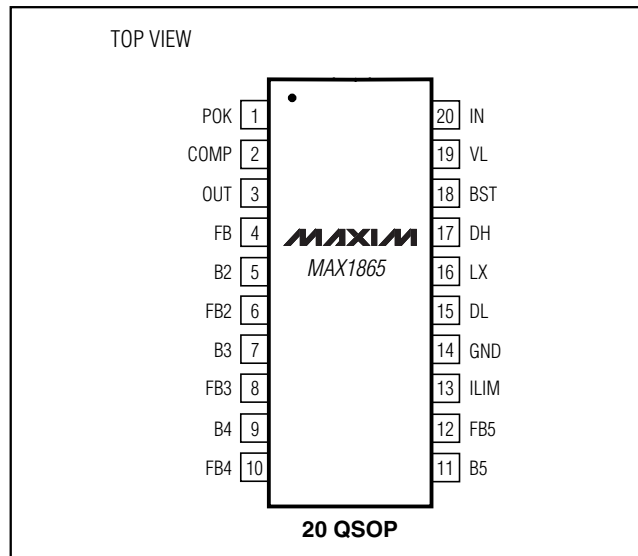 TOP VIEW
POK 1 20 IN
COMP 2 19 VL
OUT 3 18 BST
FB 4 MAXIM 17 DH
B2 5 MAX1865 16 LX
FB2 6 15 DL
B3 7 14 GND
FB3 8 13 ILIM
B4 9 12 FB5
FB4 10 11 B5
20 QSOP